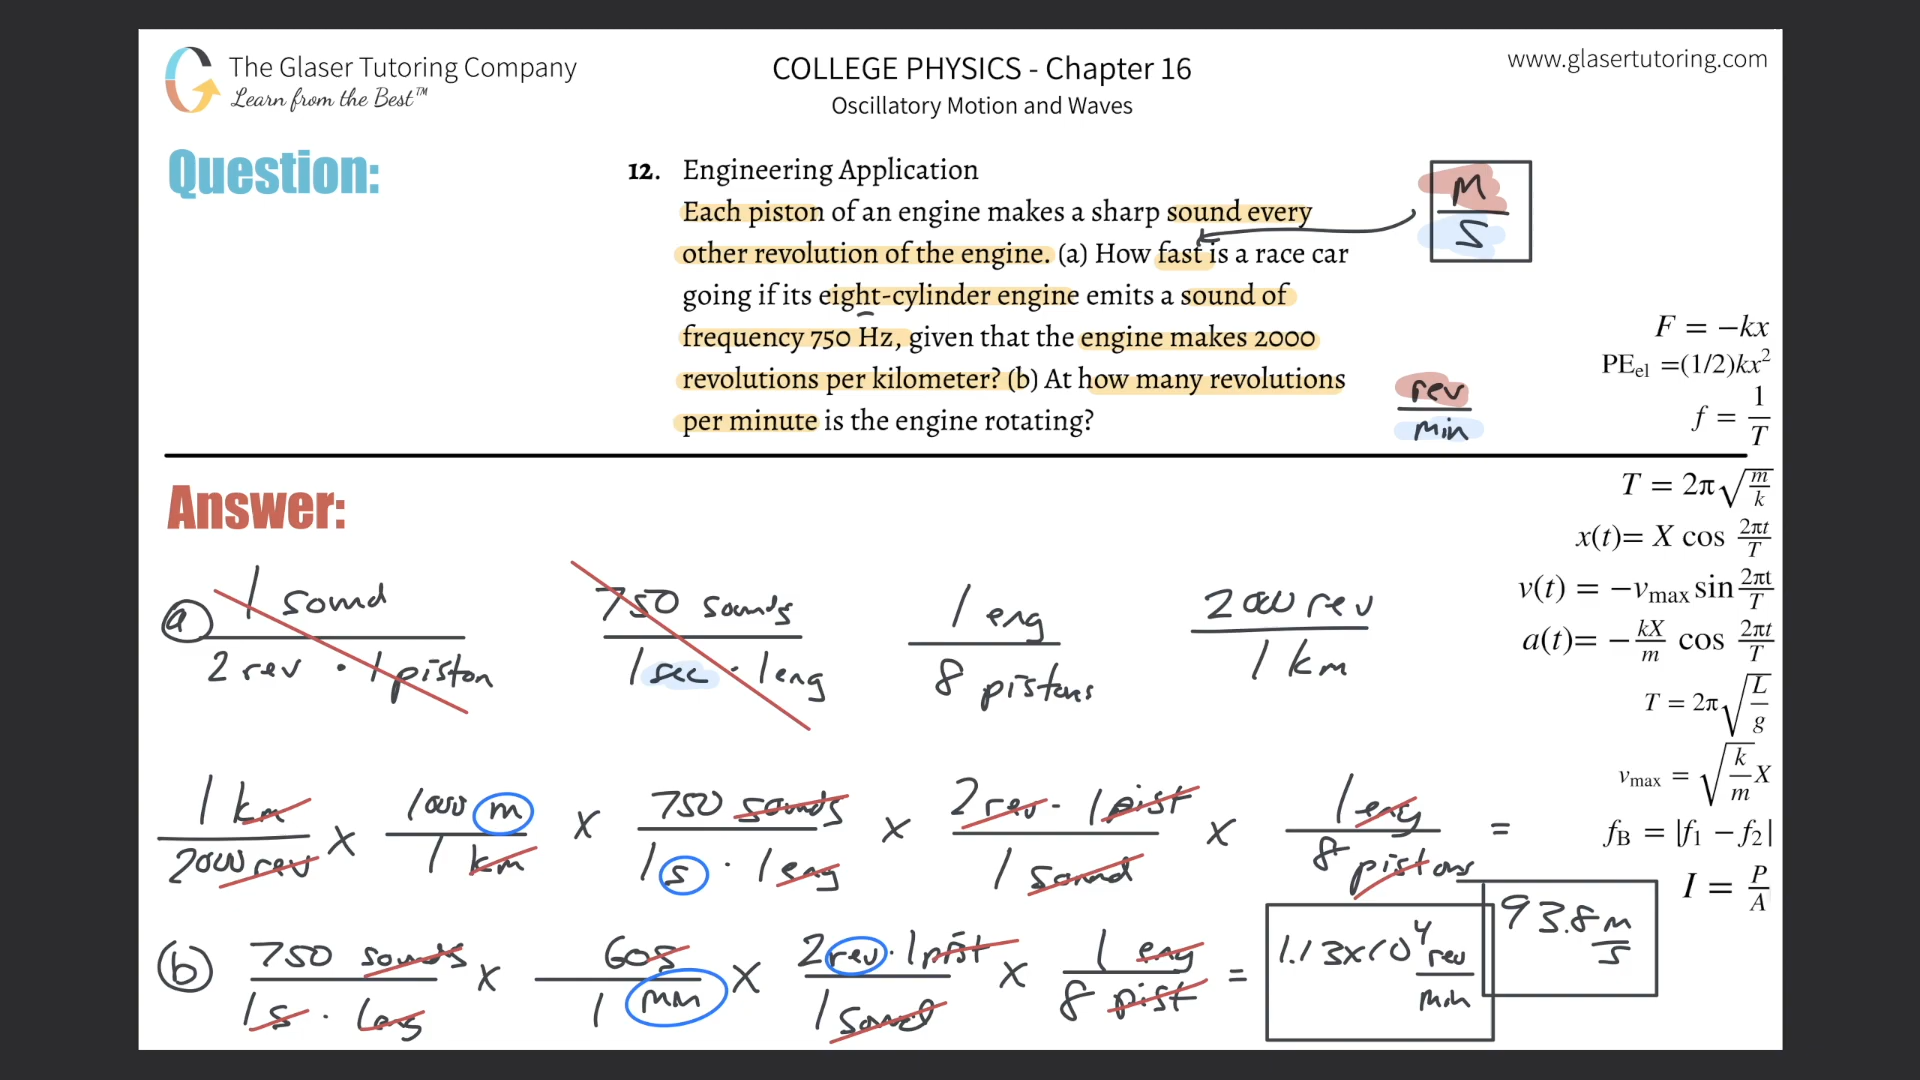 The Glaser Tutoring Company
Learn from the Best™
COLLEGE PHYSICS - Chapter 16
Oscillatory Motion and Waves
www.glasertutoring.com
Question:
12. Engineering Application
Each piston of an engine makes a sharp sound every
other revolution of the engine. (a) How fast is a race car
going if its eight-cylinder engine emits a sound of
frequency 750 Hz, given that the engine makes 2000
revolutions per kilometer? (b) At how many revolutions
per minute is the engine rotating?
m/s
rev/min
F = −kx
PEel =(1/2)kx²
f = 1/T
T = 2π√(m/k)
x(t)= X cos 2πt/T
v(t) = −vmax sin 2πt/T
a(t)= −kX/m cos 2πt/T
T = 2π√(L/g)
vmax = √(k/m)X
fB = |f1 − f2|
I = P/A
Answer:
(a) 1 sound / 2 rev · 1 piston   750 sounds / 1 sec · 1 eng   1 eng / 8 pistons   2000 rev / 1 km
1 km / 2000 rev x 1000 m / 1 km x 750 sounds / 1 s · 1 eng x 2 rev · 1 pist / 1 sound x 1 eng / 8 pistons = 93.8 m/s
(b) 750 sounds / 1 s · 1 eng x 60 s / 1 min x 2 rev · 1 pist / 1 sound x 1 eng / 8 pist = 1.13x10⁴ rev/min